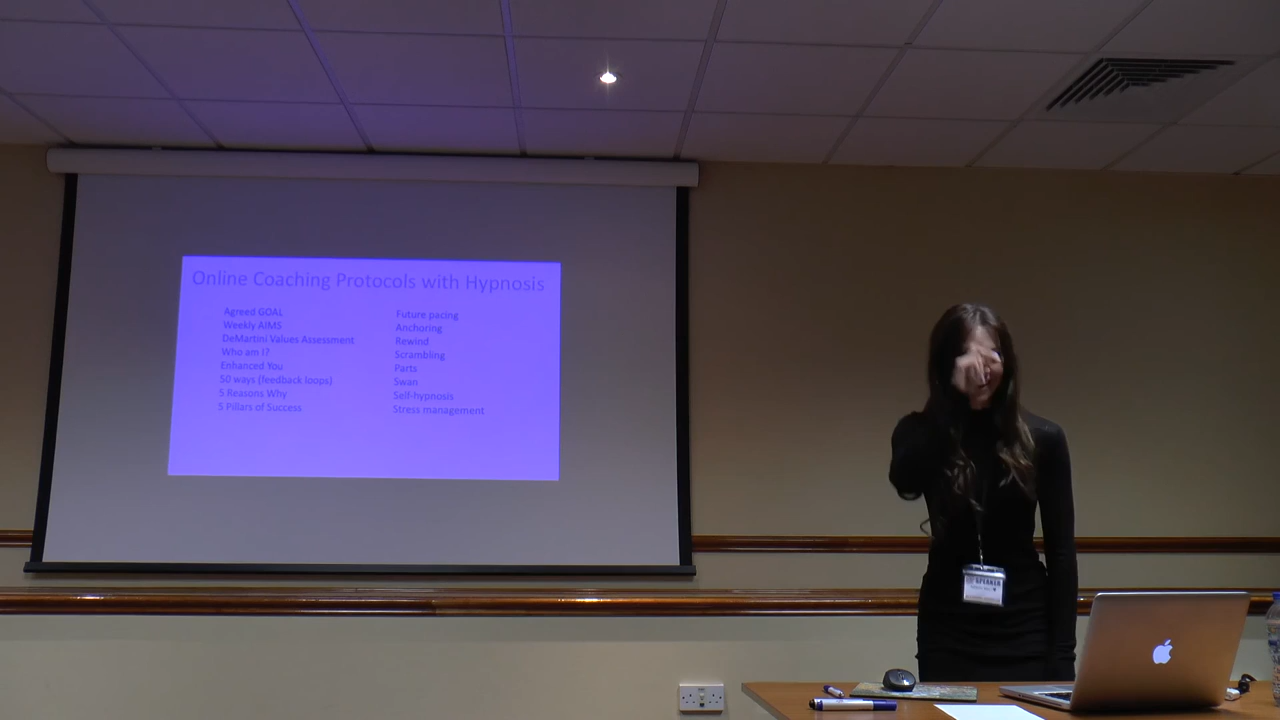 Online Coaching Protocols with Hypnosis
Agreed GOAL
Weekly AIMS
DeMartini Values Assessment
Who am I?
Enhanced You
50 ways (feedback loops)
5 Reasons Why
5 Pillars of Success
Future pacing
Anchoring
Rewind
Scrambling
Parts
Swan
Self-hypnosis
Stress management
SPEAKER